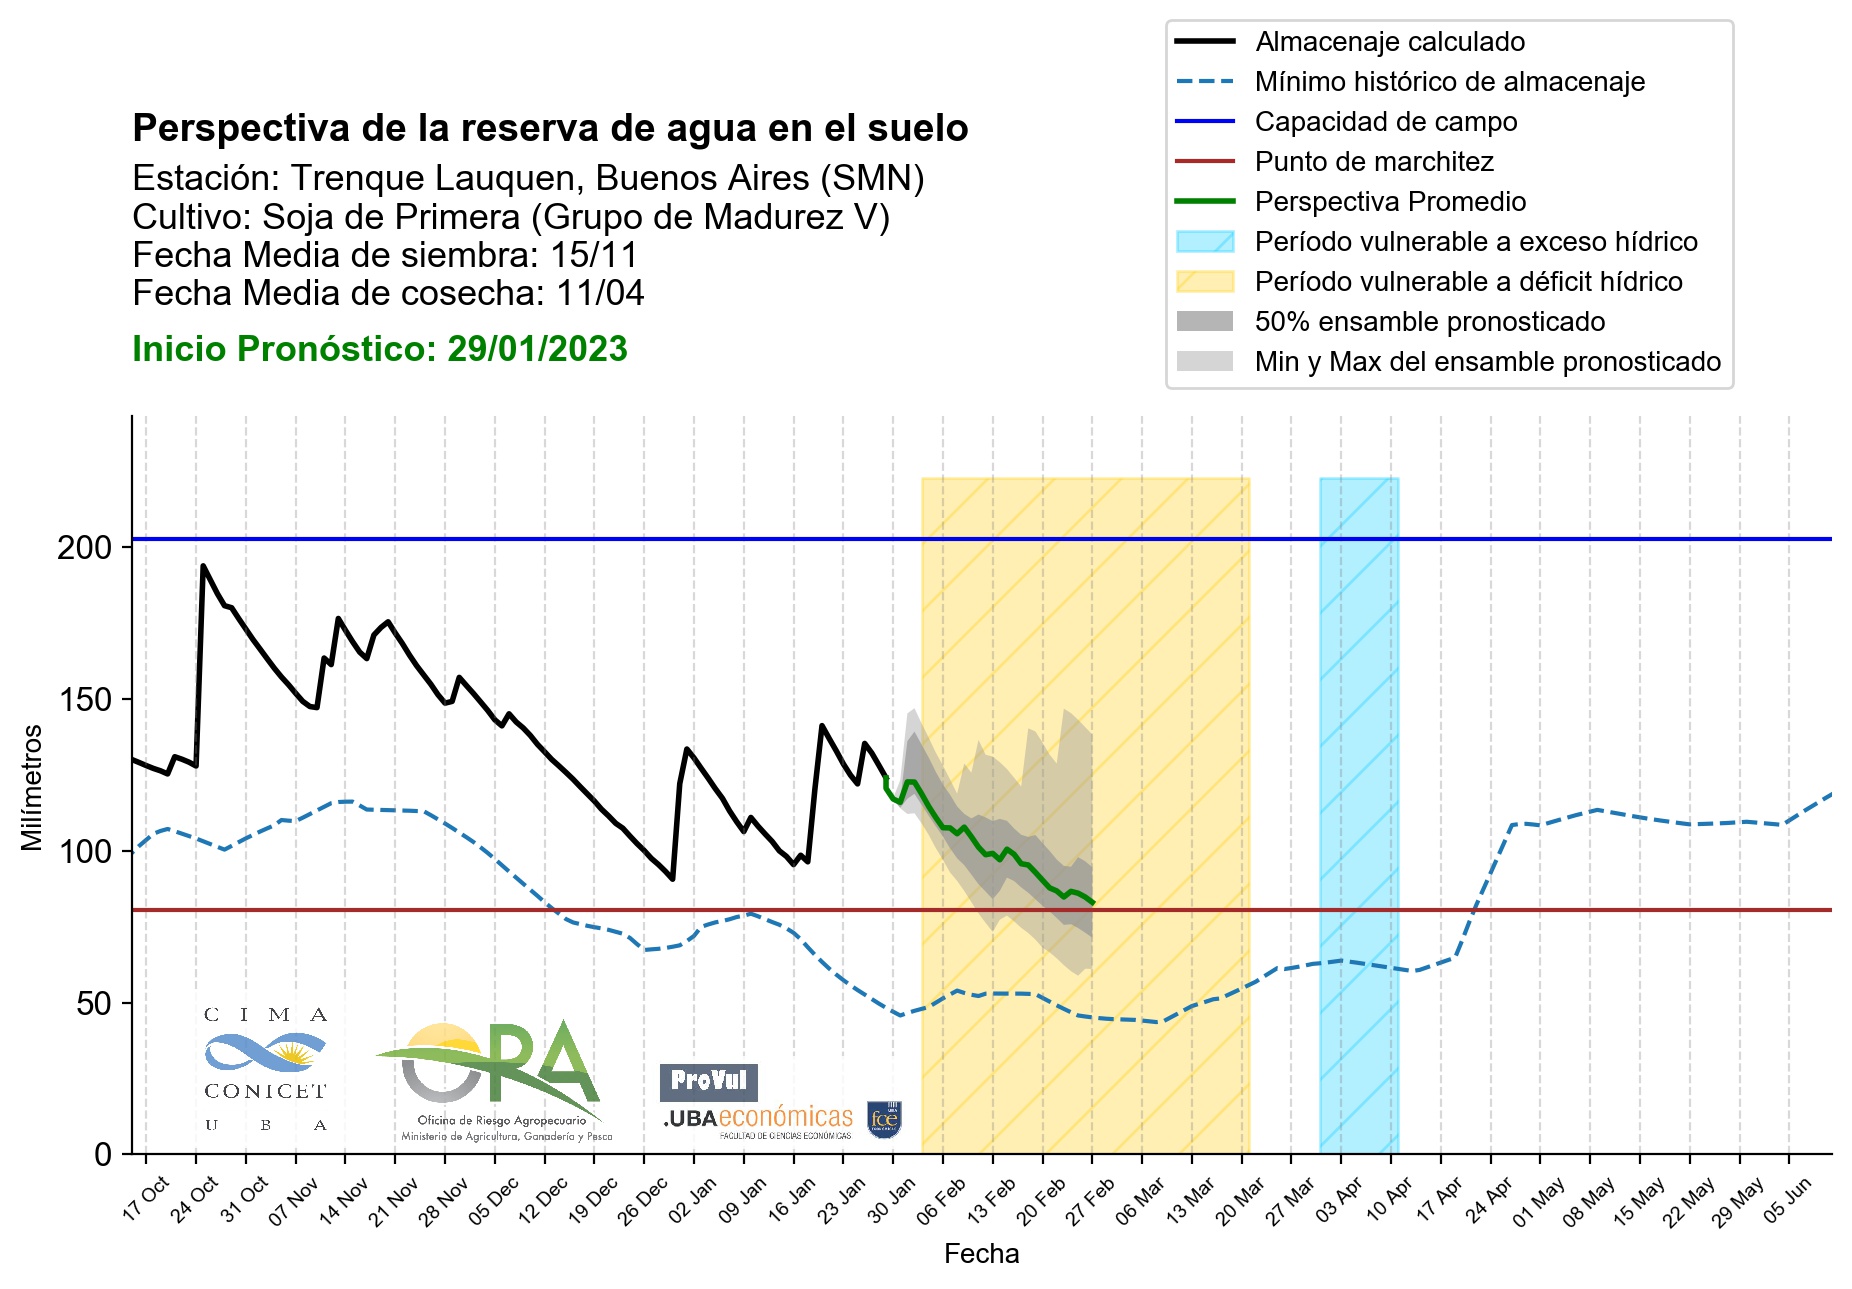 Almacenaje calculado
Mínimo histórico de almacenaje
Capacidad de campo
Punto de marchitez
Perspectiva Promedio
Período vulnerable a exceso hídrico
Período vulnerable a déficit hídrico
50% ensamble pronosticado
Min y Max del ensamble pronosticado
Perspectiva de la reserva de agua en el suelo
Estación: Trenque Lauquen, Buenos Aires (SMN)
Cultivo: Soja de Primera (Grupo de Madurez V)
Fecha Media de siembra: 15/11
Fecha Media de cosecha: 11/04
Inicio Pronóstico: 29/01/2023
Milímetros
200
150
100
50
0
CIMA
CONICET
UBA
ORA
Oficina de Riesgo Agropecuario
Ministerio de Agricultura, Ganadería y Pesca
ProVul
.UBAeconómicas
FACULTAD DE CIENCIAS ECONÓMICAS
UBA
fce
17 Oct
24 Oct
31 Oct
07 Nov
14 Nov
21 Nov
28 Nov
05 Dec
12 Dec
19 Dec
26 Dec
02 Jan
09 Jan
16 Jan
23 Jan
30 Jan
06 Feb
13 Feb
20 Feb
27 Feb
06 Mar
13 Mar
20 Mar
27 Mar
03 Apr
10 Apr
17 Apr
24 Apr
01 May
08 May
15 May
22 May
29 May
05 Jun
Fecha